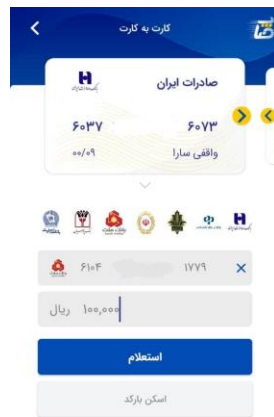 کارت به کارت
صادرات ایران
۶۰۳۷ ۶۰۷۳
واقفی سارا
۰۰/۰۹
۶۱۰۴ ۱۷۷۹
۱۰۰,۰۰۰ ریال
استعلام
اسکن بارکد